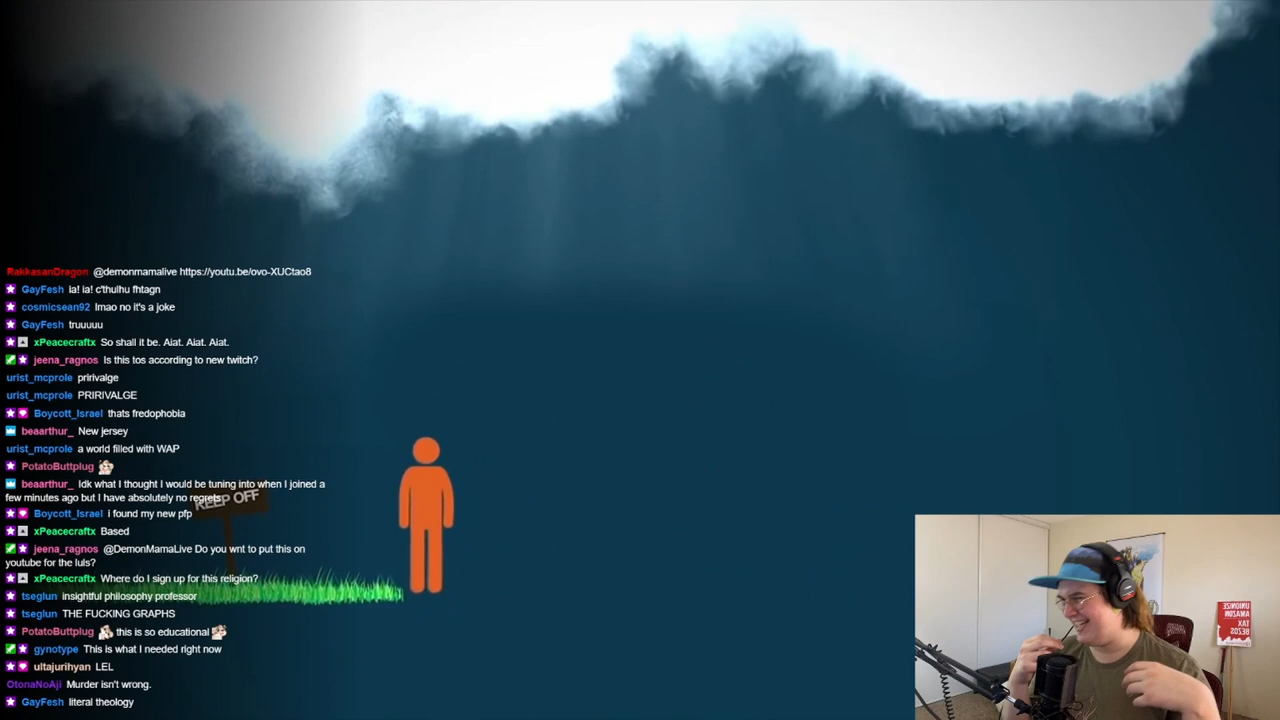 RakkasanDragon @demonmamalive https://youtu.be/ovo-XUCtao8
GayFesh Ia! ia! c'thulhu fhtagn
cosmicsean92 lmao no it's a joke
GayFesh truuuuu
xPeacecraftx So shall it be. Aiat. Aiat. Aiat.
jeena_ragnos Is this tos according to new twitch?
urist_mcprole pririvalge
urist_mcprole PRIRIVALGE
Boycott_Israel thats fredophobia
beaarthur_ New jersey
urist_mcprole a world filled with WAP
PotatoButtplug
beaarthur_ Idk what I thought I would be tuning into when I joined a
few minutes ago but I have absolutely no regrets
KEEP OFF
Boycott_Israel i found my new pfp
xPeacecraftx Based
jeena_ragnos @DemonMamaLive Do you wnt to put this on
youtube for the luls?
xPeacecraftx Where do I sign up for this religion?
tseglun insightful philosophy professor
tseglun THE FUCKING GRAPHS
PotatoButtplug this is so educational
gynotype This is what I needed right now
ultajurihyan LEL
OtonaNoAji Murder isn't wrong.
GayFesh literal theology
UNIONIZE
AMAZON
TAX
BEZOS